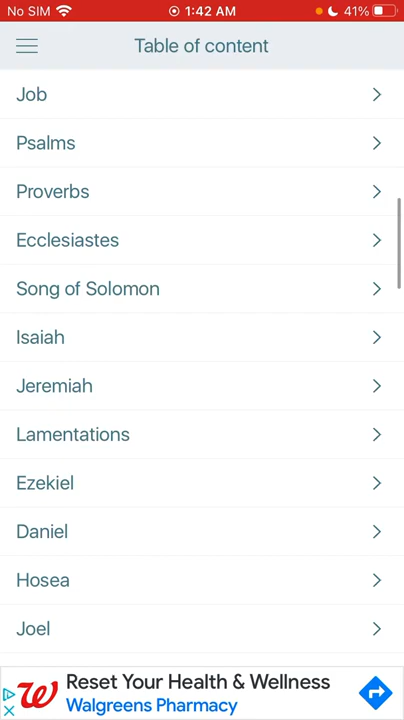 No SIM 1:42 AM 41%
Table of content
Job
Psalms
Proverbs
Ecclesiastes
Song of Solomon
Isaiah
Jeremiah
Lamentations
Ezekiel
Daniel
Hosea
Joel
Reset Your Health & Wellness
Walgreens Pharmacy